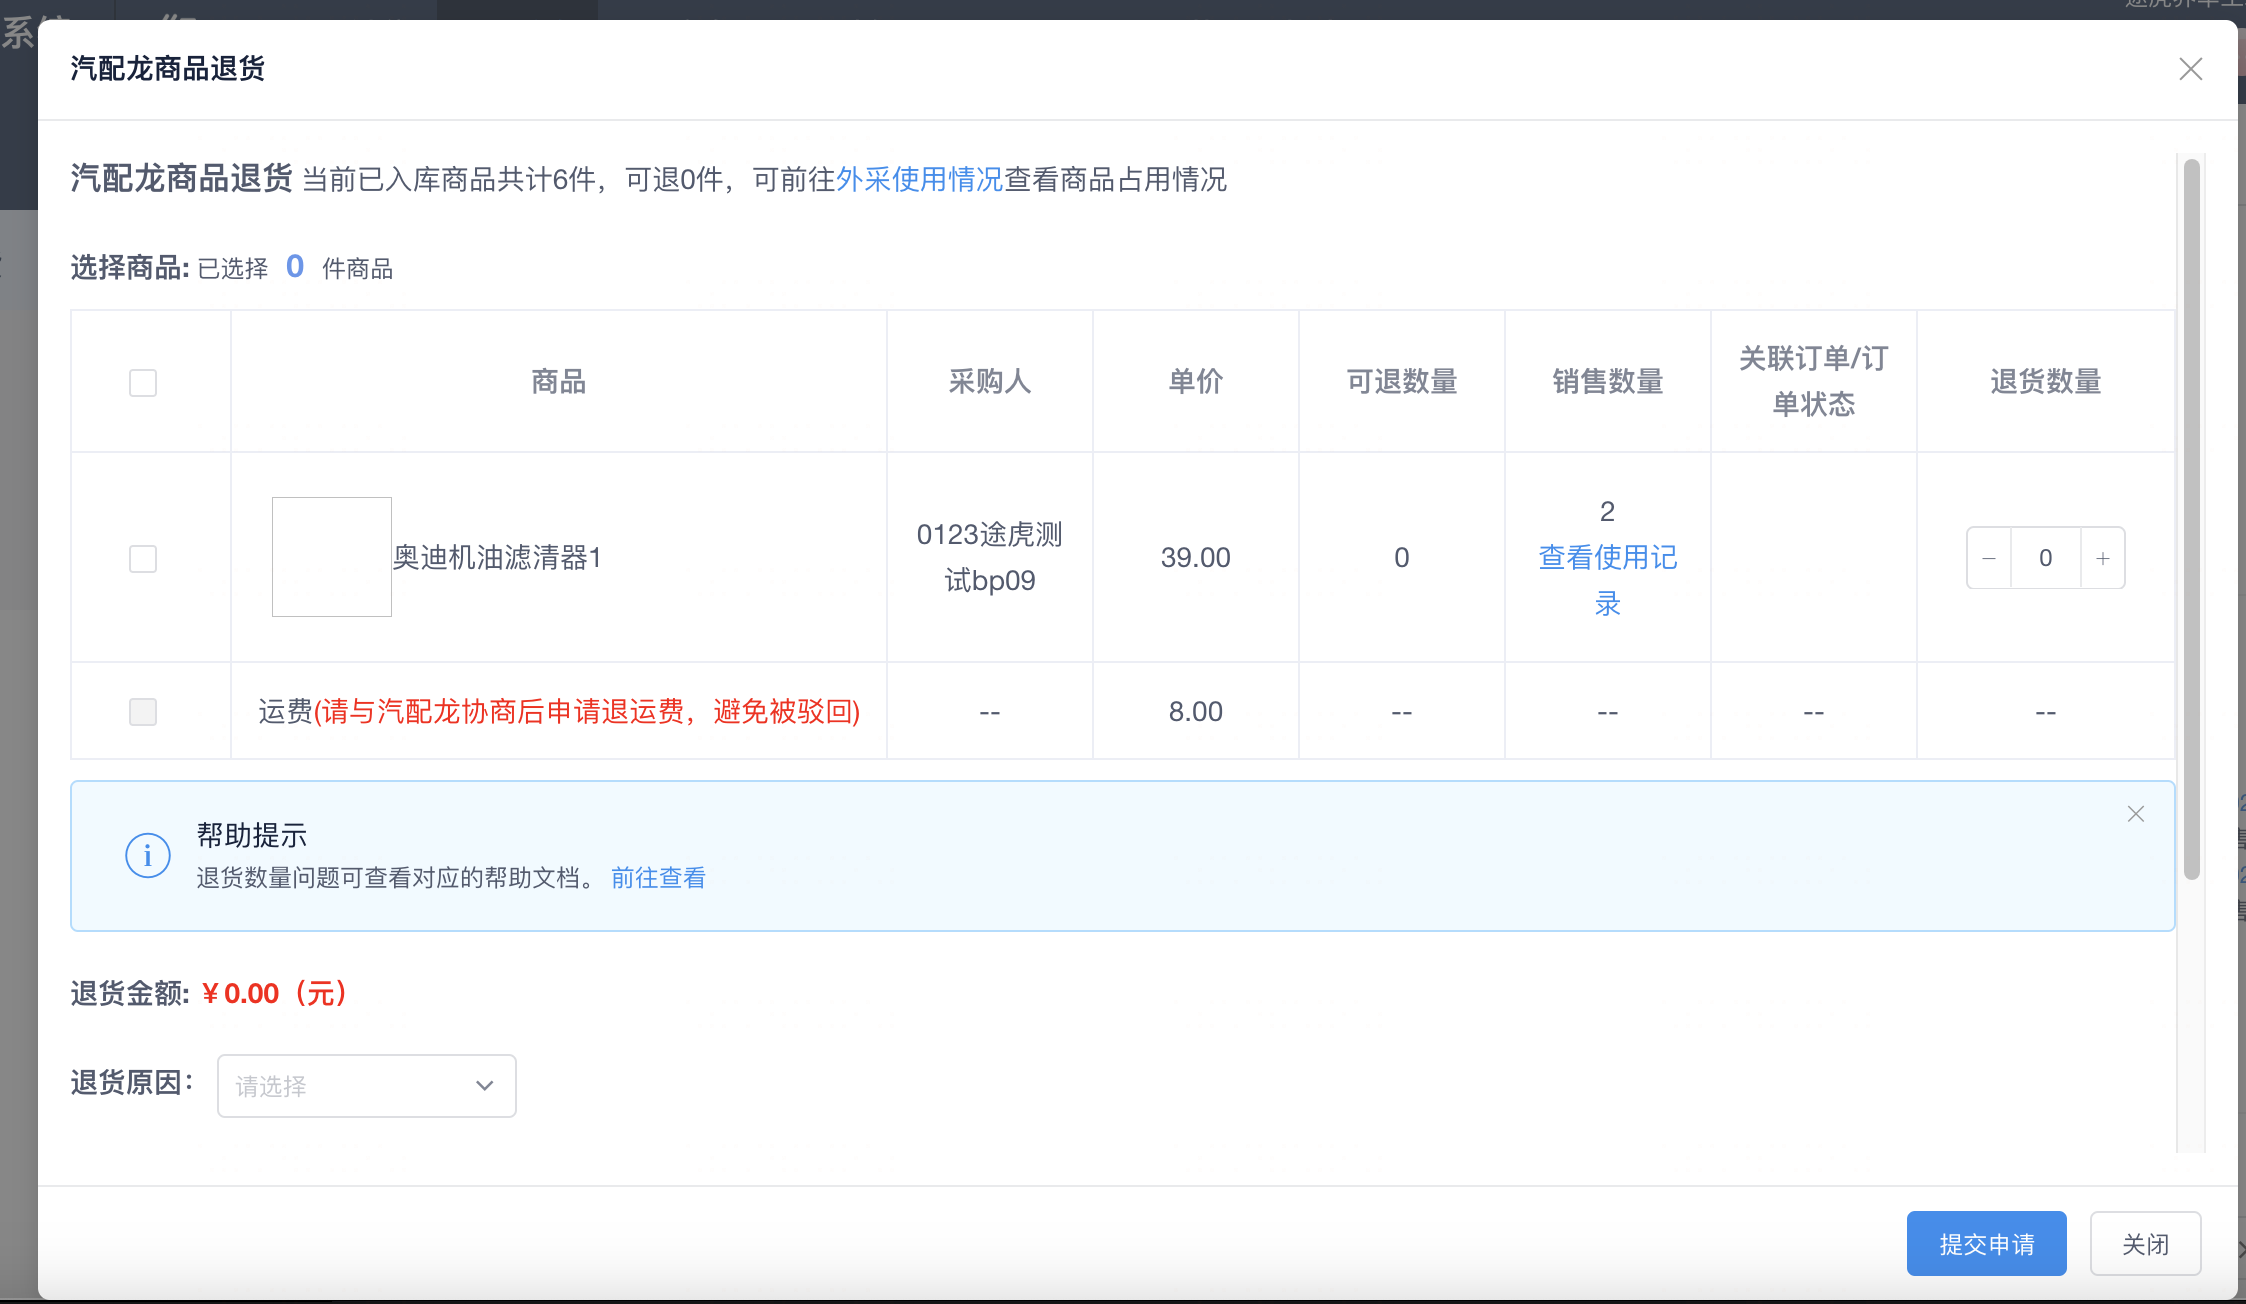 系统
汽配龙商品退货
汽配龙商品退货 当前已入库商品共计6件，可退0件，可前往外采使用情况查看商品占用情况
选择商品: 已选择 0 件商品
商品 采购人 单价 可退数量 销售数量 关联订单/订单状态 退货数量
奥迪机油滤清器1 0123途虎测试bp09 39.00 0 2 查看使用记录 − 0 +
运费(请与汽配龙协商后申请退运费，避免被驳回) -- 8.00 -- -- -- --
帮助提示
退货数量问题可查看对应的帮助文档。 前往查看
退货金额: ¥ 0.00（元）
退货原因： 请选择
提交申请 关闭